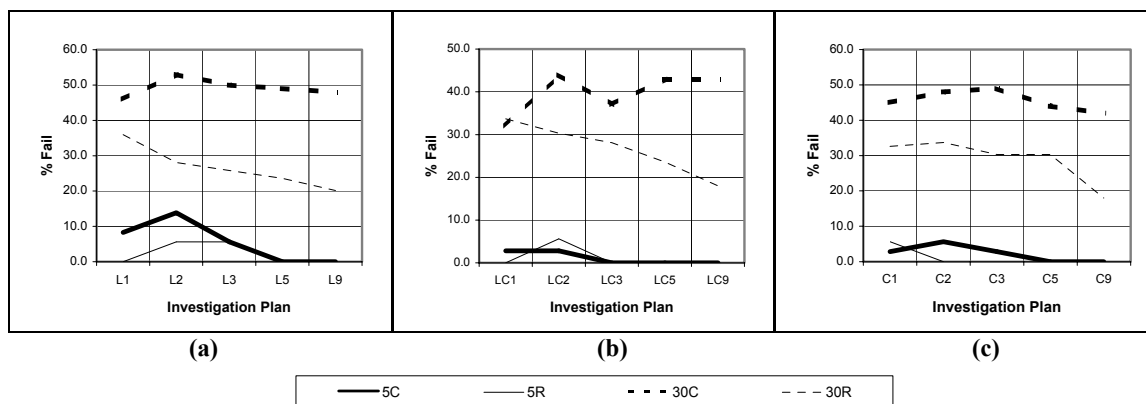 60.0
50.0
40.0
30.0
20.0
10.0
0.0
% Fail
L1 L2 L3 L5 L9
Investigation Plan
50.0
40.0
30.0
20.0
10.0
0.0
% Fail
LC1 LC2 LC3 LC5 LC9
Investigation Plan
60.0
50.0
40.0
30.0
20.0
10.0
0.0
% Fail
C1 C2 C3 C5 C9
Investigation Plan
(a) (b) (c)
5C 5R 30C 30R